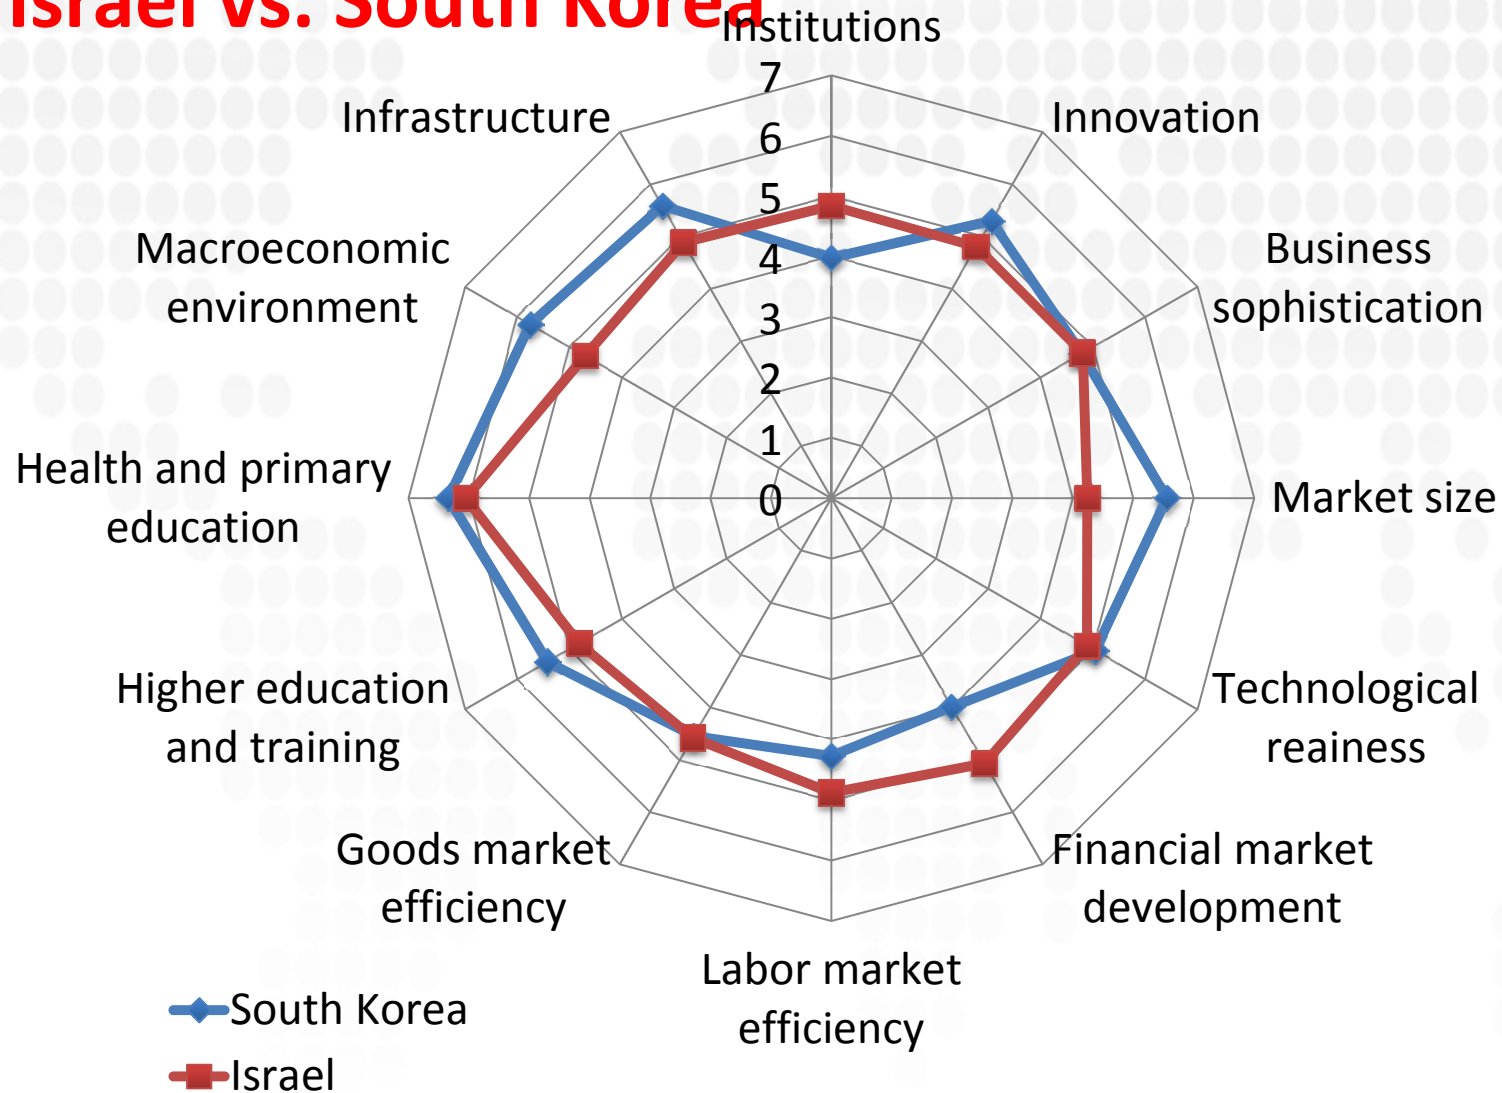 Israel vs. South Korea
Institutions
7
6
5
4
3
2
1
0
Innovation
Business
sophistication
Market size
Technological
reainess
Financial market
development
Labor market
efficiency
Goods market
efficiency
Higher education
and training
Health and primary
education
Macroeconomic
environment
Infrastructure
South Korea
Israel